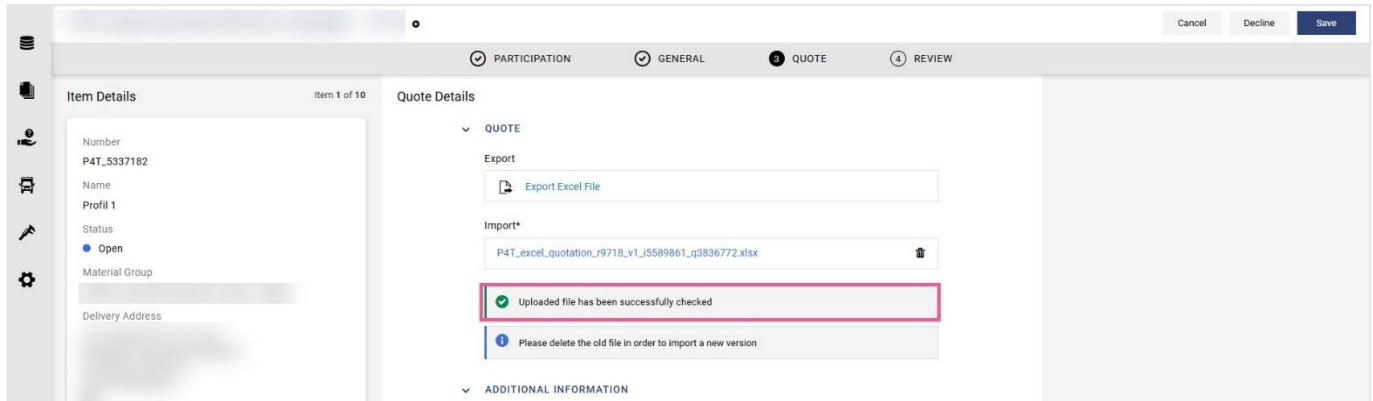 Cancel Decline Save
PARTICIPATION GENERAL 3 QUOTE 4 REVIEW
Item Details Item 1 of 10
Number
P4T_5337182
Name
Profil 1
Status
Open
Material Group
Delivery Address
Quote Details
QUOTE
Export
Export Excel File
Import*
P4T_excel_quotation_r9718_v1_i5589861_q3836772.xlsx
Uploaded file has been successfully checked
Please delete the old file in order to import a new version
ADDITIONAL INFORMATION